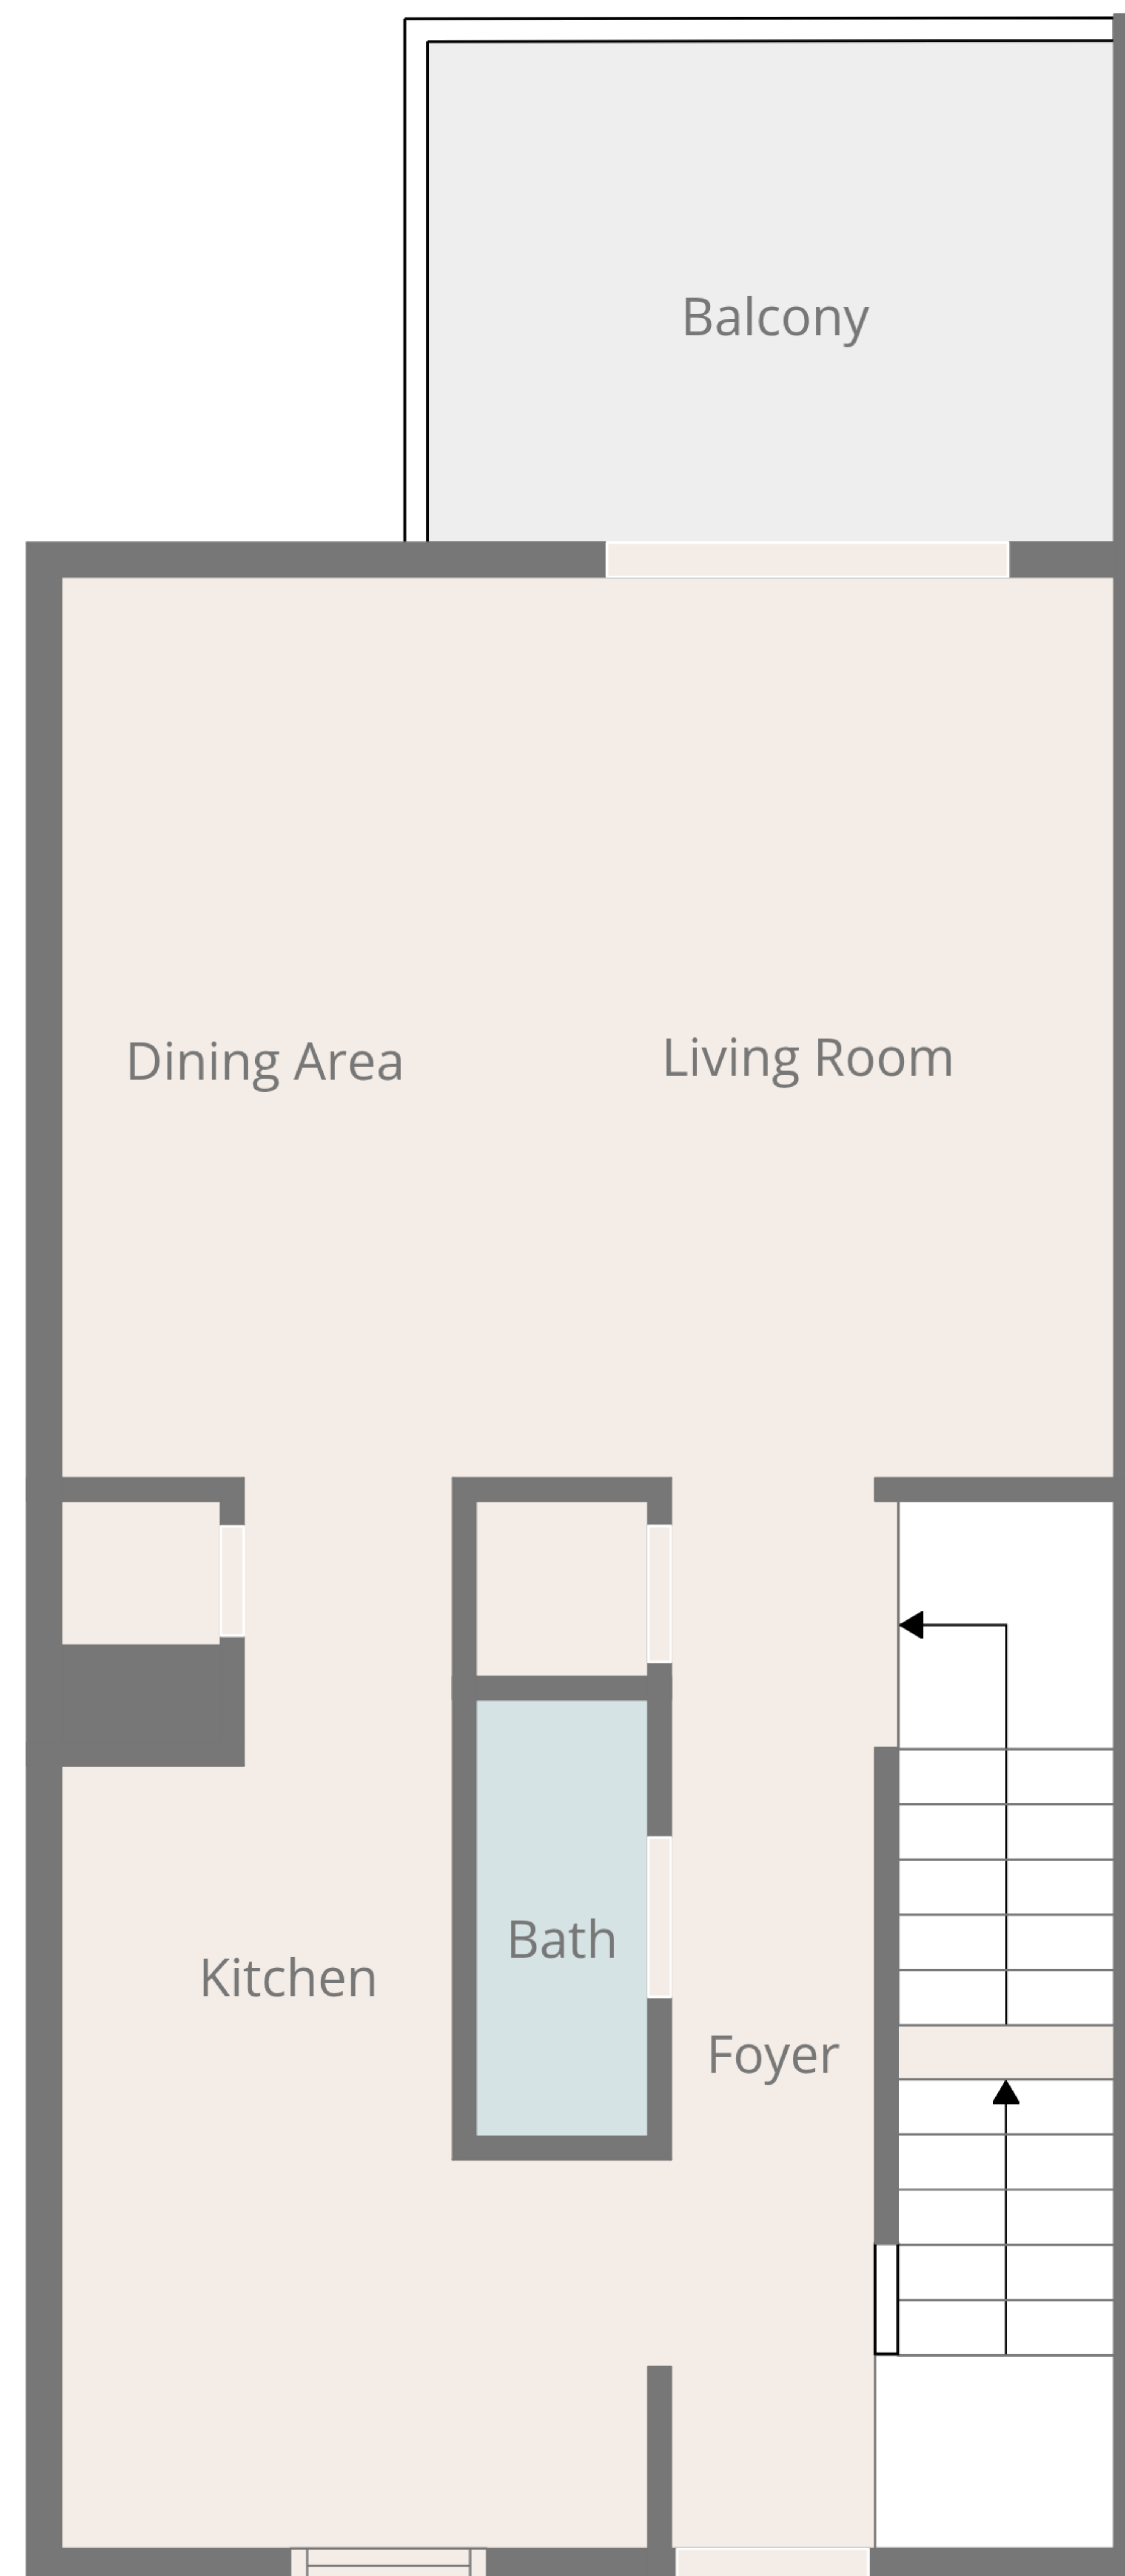 Balcony
Dining Area
Living Room
Bath
Kitchen
Foyer